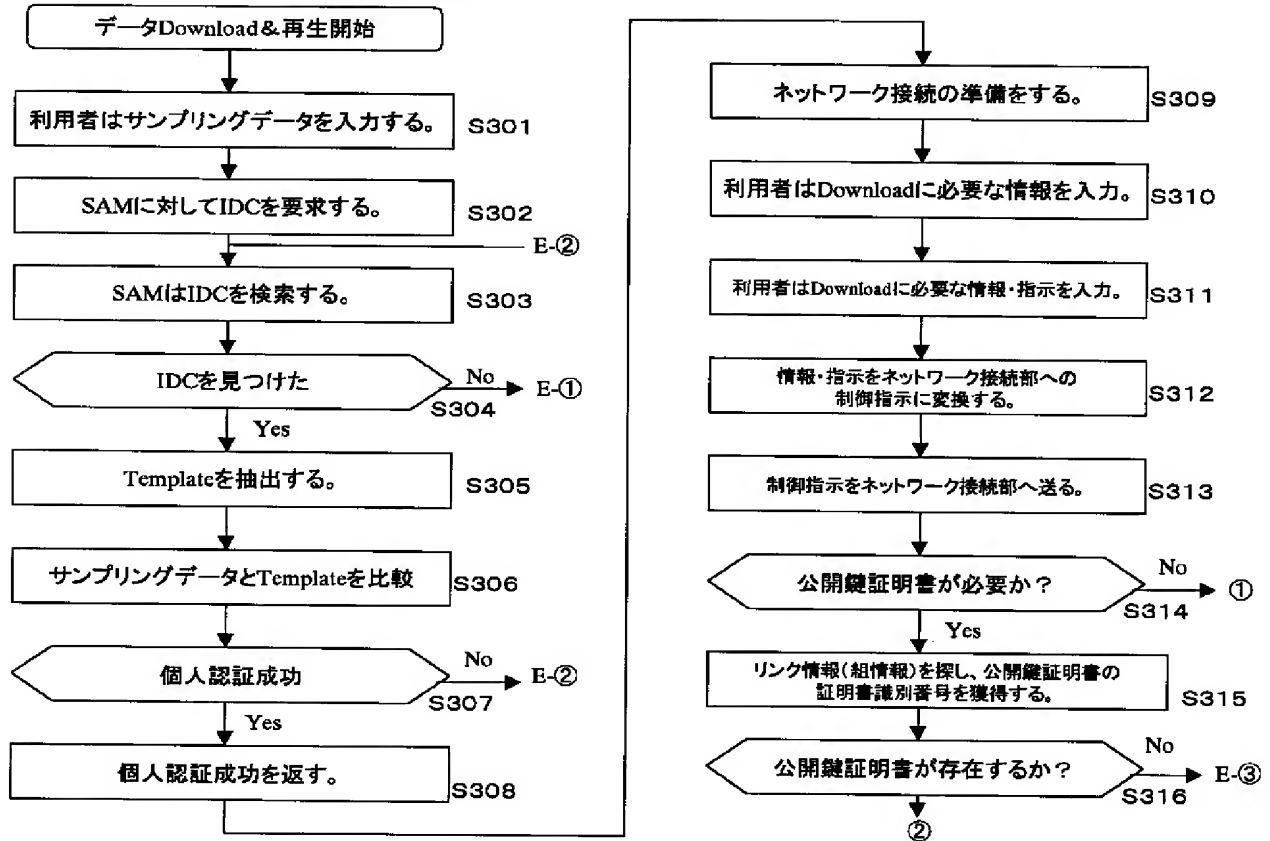 データDownload&再生開始
利用者はサンプリングデータを入力する。
S301
SAMに対してIDCを要求する。
S302
E-②
SAMはIDCを検索する。
S303
IDCを見つけた
No
E-①
S304
Yes
Templateを抽出する。
S305
サンプリングデータとTemplateを比較
S306
個人認証成功
No
E-②
S307
Yes
個人認証成功を返す。
S308
ネットワーク接続の準備をする。
S309
利用者はDownloadに必要な情報を入力。
S310
利用者はDownloadに必要な情報・指示を入力。
S311
情報・指示をネットワーク接続部への
制御指示に変換する。
S312
制御指示をネットワーク接続部へ送る。
S313
公開鍵証明書が必要か？
No
①
S314
Yes
リンク情報(組情報)を探し、公開鍵証明書の
証明書識別番号を獲得する。
S315
公開鍵証明書が存在するか？
No
E-③
S316
②